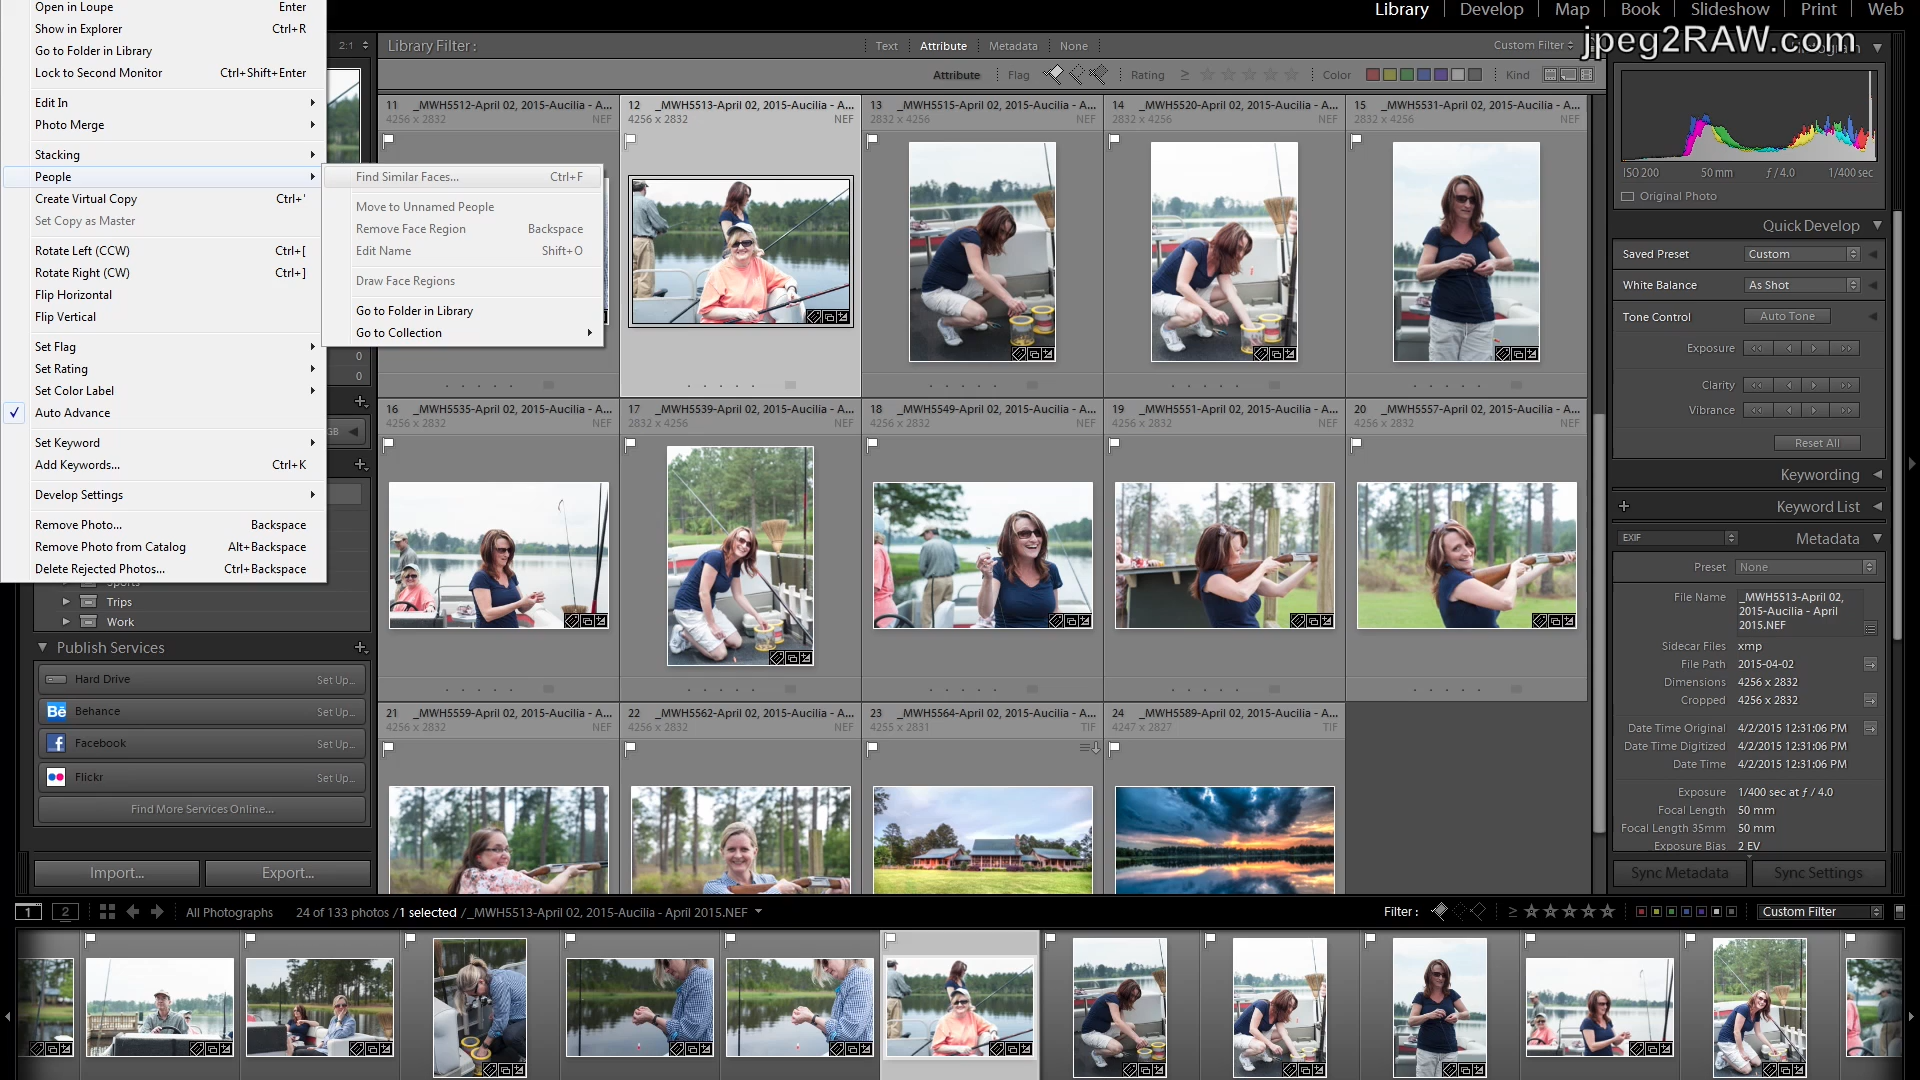 Library | Develop | Map | Book | Slideshow | Print | Web
jpeg2RAW.com
Open in Loupe Enter
Show in Explorer Ctrl+R
Go to Folder in Library
Lock to Second Monitor Ctrl+Shift+Enter
Edit In
Photo Merge
Stacking
People
Create Virtual Copy Ctrl+'
Set Copy as Master
Rotate Left (CCW) Ctrl+[
Rotate Right (CW) Ctrl+]
Flip Horizontal
Flip Vertical
Set Flag
Set Rating
Set Color Label
Auto Advance
Set Keyword
Add Keywords... Ctrl+K
Develop Settings
Remove Photo... Backspace
Remove Photo from Catalog Alt+Backspace
Delete Rejected Photos... Ctrl+Backspace
Find Similar Faces... Ctrl+F
Move to Unnamed People
Remove Face Region Backspace
Edit Name Shift+O
Draw Face Regions
Go to Folder in Library
Go to Collection
2:1
0
0
Trips
Work
Publish Services
Hard Drive Set Up...
Behance Set Up...
Facebook Set Up...
Flickr Set Up...
Find More Services Online...
Import... Export...
Library Filter : Text Attribute Metadata None Custom Filter
Attribute Flag Rating ≥ Color Kind
11 _MWH5512-April 02, 2015-Aucilia - A... 12 _MWH5513-April 02, 2015-Aucilia - A... 13 _MWH5515-April 02, 2015-Aucilia - A... 14 _MWH5520-April 02, 2015-Aucilia - A... 15 _MWH5531-April 02, 2015-Aucilia - A...
4256 x 2832 NEF 4256 x 2832 NEF 2832 x 4256 NEF 2832 x 4256 NEF 2832 x 4256 NEF
16 _MWH5535-April 02, 2015-Aucilia - A... 17 _MWH5539-April 02, 2015-Aucilia - A... 18 _MWH5549-April 02, 2015-Aucilia - A... 19 _MWH5551-April 02, 2015-Aucilia - A... 20 _MWH5557-April 02, 2015-Aucilia - A...
4256 x 2832 NEF 2832 x 4256 NEF 4256 x 2832 NEF 4256 x 2832 NEF 4256 x 2832 NEF
21 _MWH5559-April 02, 2015-Aucilia - A... 22 _MWH5562-April 02, 2015-Aucilia - A... 23 _MWH5564-April 02, 2015-Aucilia - A... 24 _MWH5589-April 02, 2015-Aucilia - A...
4256 x 2832 NEF 4256 x 2832 NEF 4255 x 2831 TIF 4247 x 2827 TIF
ISO 200 50 mm ƒ / 4.0 1/400 sec
Original Photo
Quick Develop
Saved Preset Custom
White Balance As Shot
Tone Control Auto Tone
Exposure
Clarity
Vibrance
Reset All
Keywording
+ Keyword List
EXIF Metadata
Preset None
File Name _MWH5513-April 02,
2015-Aucilia - April
2015.NEF
Sidecar Files xmp
File Path 2015-04-02
Dimensions 4256 x 2832
Cropped 4256 x 2832
Date Time Original 4/2/2015 12:31:06 PM
Date Time Digitized 4/2/2015 12:31:06 PM
Date Time 4/2/2015 12:31:06 PM
Exposure 1/400 sec at ƒ / 4.0
Focal Length 50 mm
Focal Length 35mm 50 mm
Exposure Bias 2 EV
Sync Metadata Sync Settings
1 2 All Photographs 24 of 133 photos / 1 selected / _MWH5513-April 02, 2015-Aucilia - April 2015.NEF Filter : ≥ Custom Filter